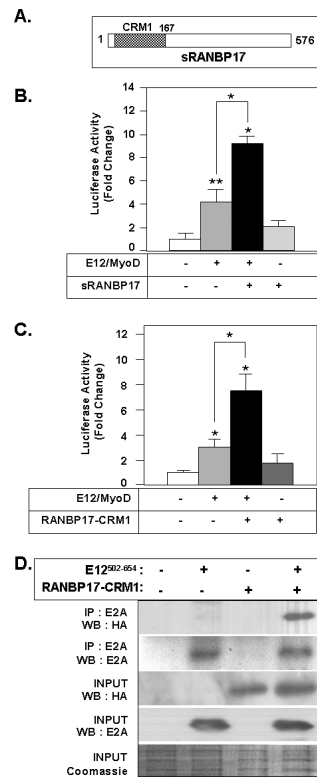 A.
CRM1 167
1 576
sRANBP17
B.
Luciferase Activity
(Fold Change)
14
12
10
8
6
4
2
0
*
**
*
E12/MyoD - + + -
sRANBP17 - - + +
C.
Luciferase Activity
(Fold Change)
12
10
8
6
4
2
0
*
*
*
E12/MyoD - + + -
RANBP17-CRM1 - - + +
D.
E12502-654 : - + - +
RANBP17-CRM1: - - + +
IP : E2A
WB : HA
IP : E2A
WB : E2A
INPUT
WB : HA
INPUT
WB : E2A
INPUT
Coomassie